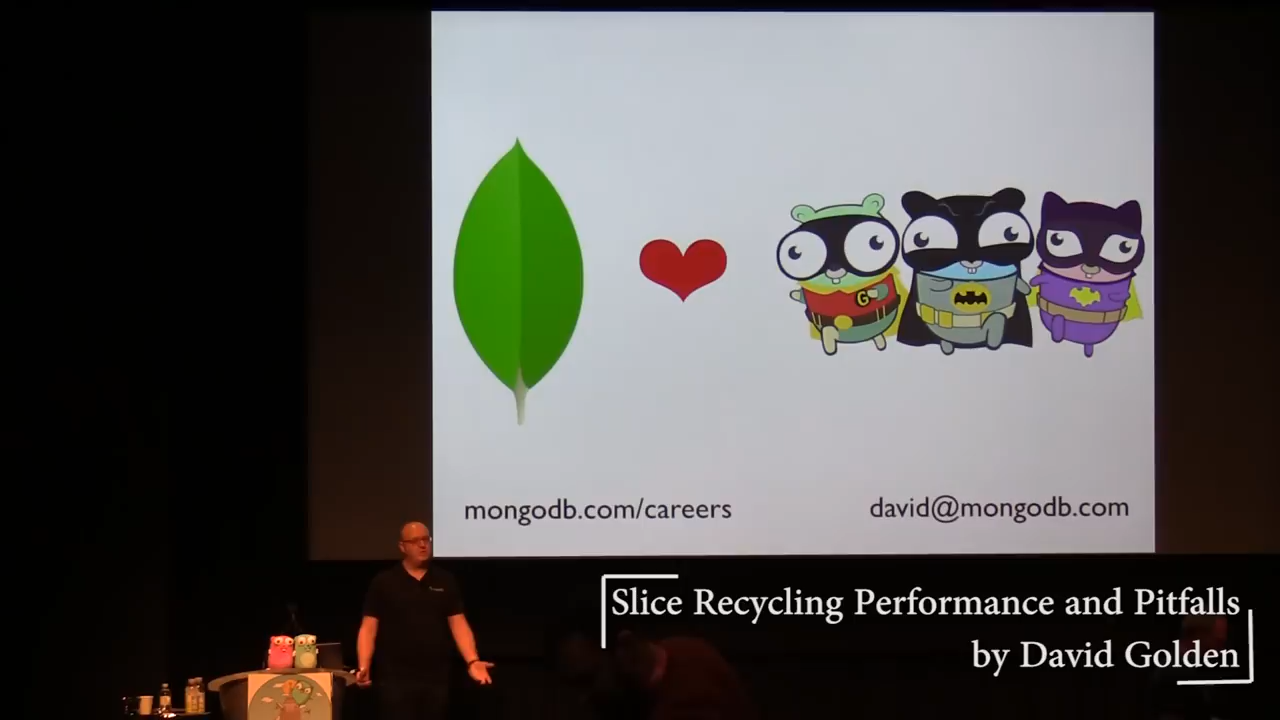 G
mongodb.com/careers
david@mongodb.com
Slice Recycling Performance and Pitfalls
by David Golden